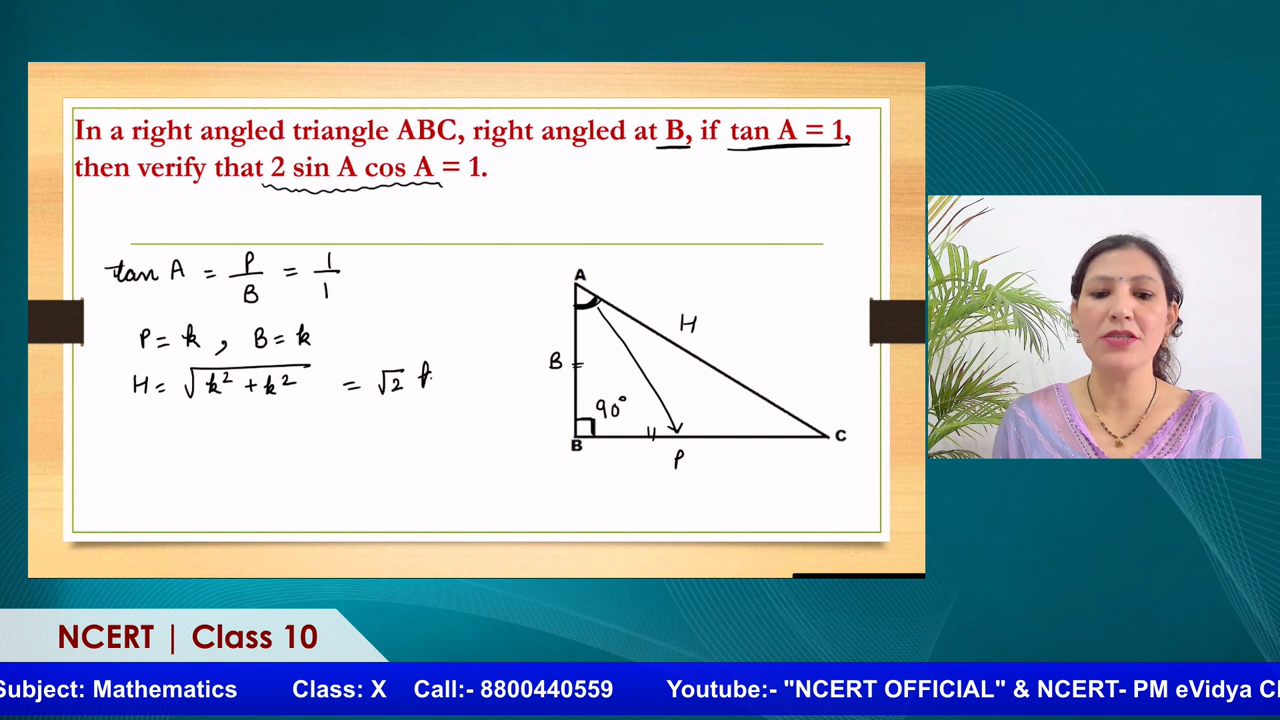 In a right angled triangle ABC, right angled at B, if tan A = 1,
then verify that 2 sin A cos A = 1.
tan A = P/B = 1/1
P = k , B = k
H = √(k² + k²) = √2 k
A
H
B
90°
B
C
P
NCERT | Class 10
Subject: Mathematics Class: X Call:- 8800440559 Youtube:- "NCERT OFFICIAL" & NCERT- PM eVidya